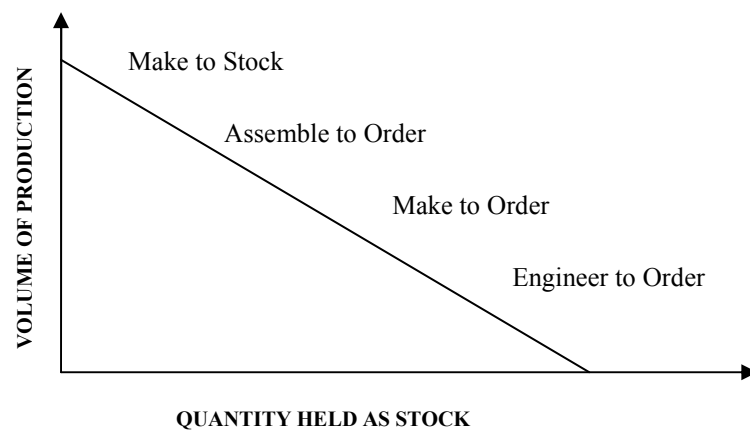 Make to Stock
Assemble to Order
Make to Order
Engineer to Order
VOLUME OF PRODUCTION
QUANTITY HELD AS STOCK